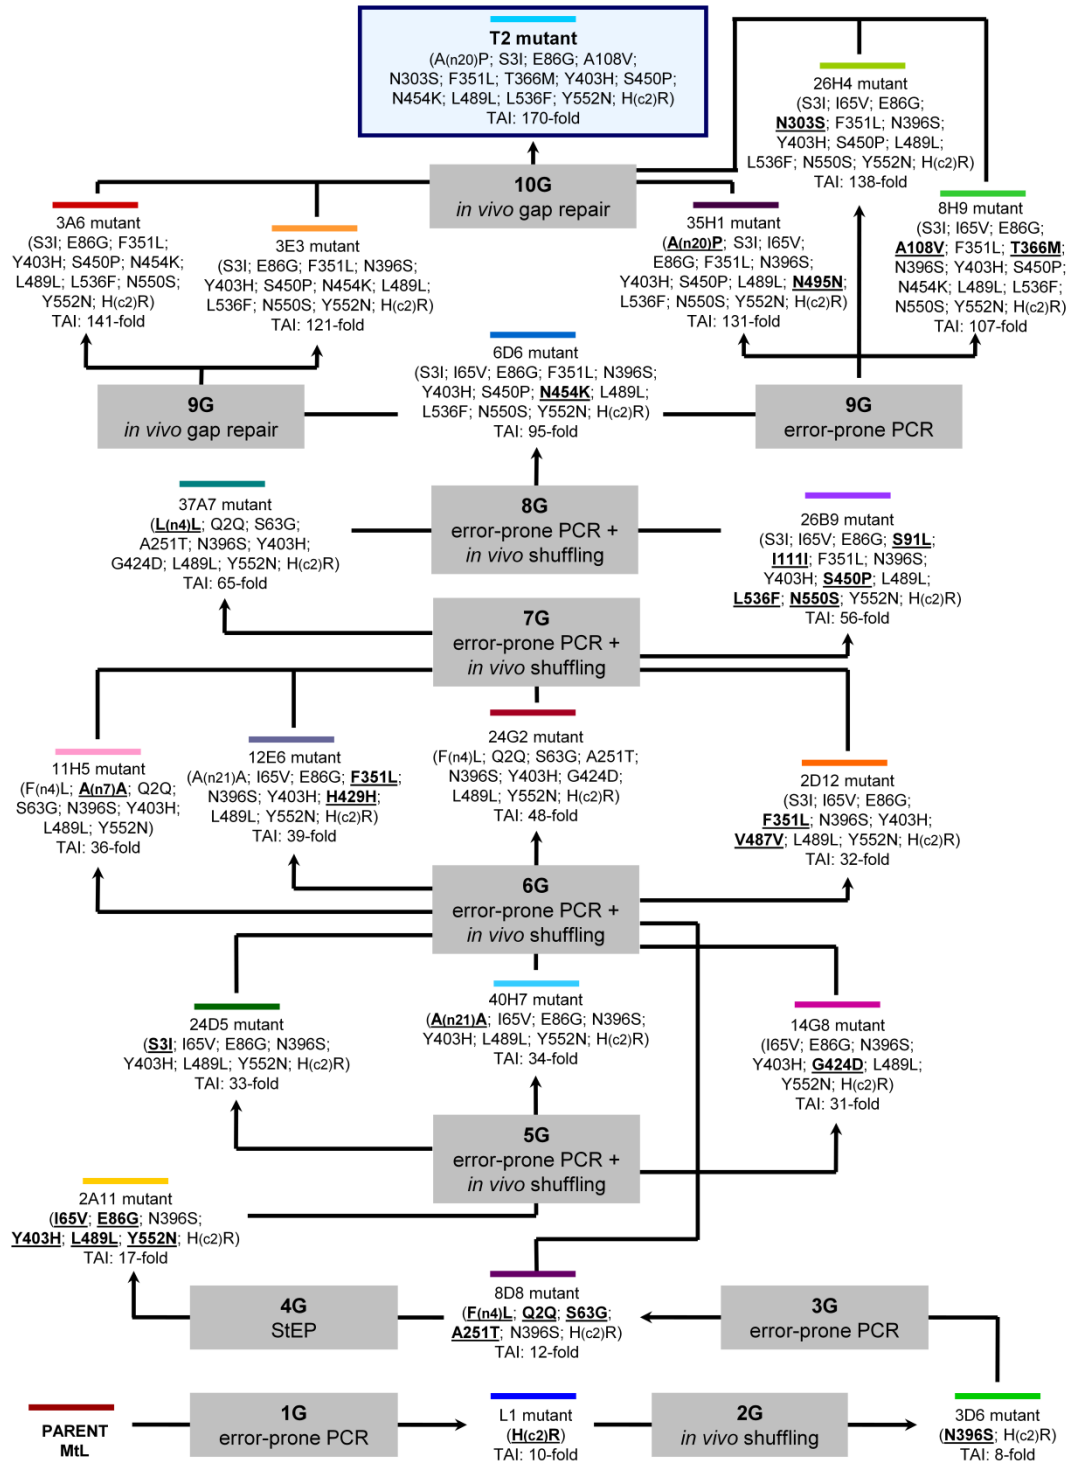 T2 mutant
(A(n20)P; S3I; E86G; A108V;
N303S; F351L; T366M; Y403H; S450P;
N454K; L489L; L536F; Y552N; H(c2)R)
TAI: 170-fold
26H4 mutant
(S3I; I65V; E86G;
N303S; F351L; N396S;
Y403H; S450P; L489L;
L536F; N550S; Y552N; H(c2)R)
TAI: 138-fold
10G
in vivo gap repair
3A6 mutant
(S3I; E86G; F351L;
Y403H; S450P; N454K;
L489L; L536F; N550S;
Y552N; H(c2)R)
TAI: 141-fold
3E3 mutant
(S3I; E86G; F351L; N396S;
Y403H; S450P; N454K; L489L;
L536F; N550S; Y552N; H(c2)R)
TAI: 121-fold
35H1 mutant
(A(n20)P; S3I; I65V;
E86G; F351L; N396S;
Y403H; S450P; L489L; N495N;
L536F; N550S; Y552N; H(c2)R)
TAI: 131-fold
8H9 mutant
(S3I; I65V; E86G;
A108V; F351L; T366M;
N396S; Y403H; S450P;
N454K; L489L; L536F;
N550S; Y552N; H(c2)R)
TAI: 107-fold
6D6 mutant
(S3I; I65V; E86G; F351L; N396S;
Y403H; S450P; N454K; L489L;
L536F; N550S; Y552N; H(c2)R)
TAI: 95-fold
9G
in vivo gap repair
9G
error-prone PCR
37A7 mutant
(L(n4)L; Q2Q; S63G;
A251T; N396S; Y403H;
G424D; L489L; Y552N; H(c2)R)
TAI: 65-fold
8G
error-prone PCR +
in vivo shuffling
26B9 mutant
(S3I; I65V; E86G; S91L;
I111I; F351L; N396S;
Y403H; S450P; L489L;
L536F; N550S; Y552N; H(c2)R)
TAI: 56-fold
7G
error-prone PCR +
in vivo shuffling
11H5 mutant
(F(n4)L; A(n7)A; Q2Q;
S63G; N396S; Y403H;
L489L; Y552N)
TAI: 36-fold
12E6 mutant
(A(n21)A; I65V; E86G; F351L;
N396S; Y403H; H429H;
L489L; Y552N; H(c2)R)
TAI: 39-fold
24G2 mutant
(F(n4)L; Q2Q; S63G; A251T;
N396S; Y403H; G424D;
L489L; Y552N; H(c2)R)
TAI: 48-fold
2D12 mutant
(S3I; I65V; E86G;
F351L; N396S; Y403H;
V487V; L489L; Y552N; H(c2)R)
TAI: 32-fold
6G
error-prone PCR +
in vivo shuffling
24D5 mutant
(S3I; I65V; E86G; N396S;
Y403H; L489L; Y552N; H(c2)R)
TAI: 33-fold
40H7 mutant
(A(n21)A; I65V; E86G; N396S;
Y403H; L489L; Y552N; H(c2)R)
TAI: 34-fold
14G8 mutant
(I65V; E86G; N396S;
Y403H; G424D; L489L;
Y552N; H(c2)R)
TAI: 31-fold
5G
error-prone PCR +
in vivo shuffling
2A11 mutant
(I65V; E86G; N396S;
Y403H; L489L; Y552N; H(c2)R)
TAI: 17-fold
4G
StEP
8D8 mutant
(F(n4)L; Q2Q; S63G;
A251T; N396S; H(c2)R)
TAI: 12-fold
3G
error-prone PCR
PARENT
MtL
1G
error-prone PCR
L1 mutant
(H(c2)R)
TAI: 10-fold
2G
in vivo shuffling
3D6 mutant
(N396S; H(c2)R)
TAI: 8-fold